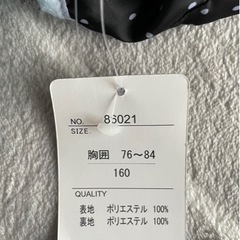 NO. 86021
SIZE
胸囲 76～84
160
QUALITY
表地 ポリエステル 100%
裏地 ポリエステル 100%